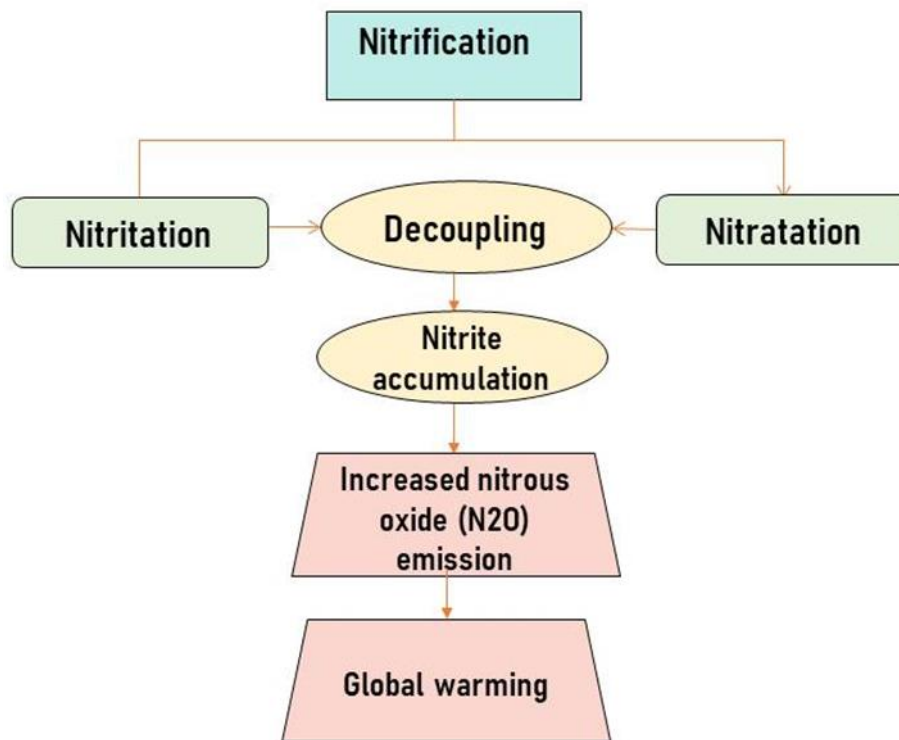 Nitrification
Nitritation
Decoupling
Nitratation
Nitrite
accumulation
Increased nitrous
oxide (N2O)
emission
Global warming